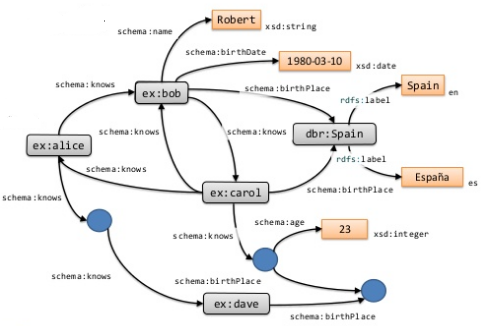 Robert
xsd:string
schema:name
schema:birthDate
1980-03-10
xsd:date
schema:knows
ex:bob
schema:birthPlace
Spain
en
rdfs:label
schema:knows
schema:knows
dbr:Spain
ex:alice
rdfs:label
schema:knows
España
es
schema:knows
ex:carol
schema:birthPlace
schema:age
23
xsd:integer
schema:knows
schema:knows
schema:birthPlace
ex:dave
schema:birthPlace